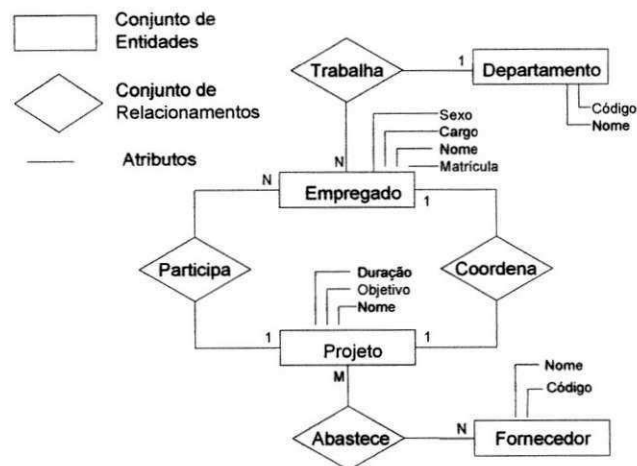 Conjunto de
Entidades
Conjunto de
Relacionamentos
Atributos
Trabalha
1
Departamento
Código
Nome
Sexo
Cargo
Nome
Matrícula
N
N
Empregado
1
Participa
Coordena
Duração
Objetivo
Nome
1
Projeto
1
M
Nome
Código
Abastece
N
Fornecedor